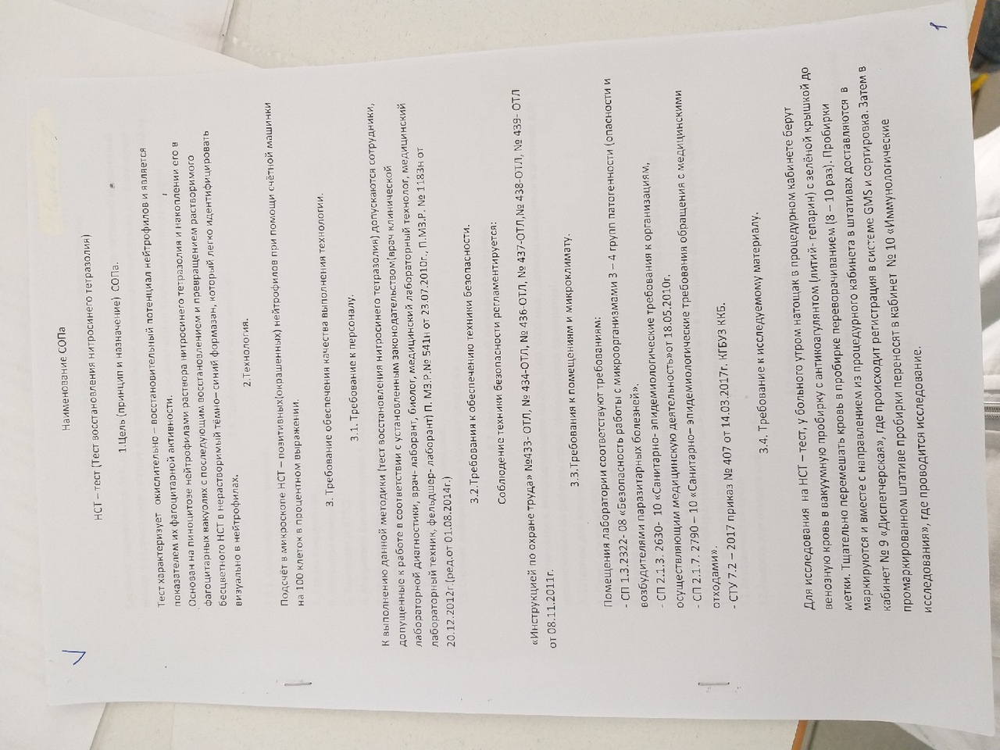 Наименование СОПа
НСТ – тест (Тест восстановления нитросинего тетразолия)
1.Цель (принцип и назначение) СОПа.
Тест характеризует окислительно – восстановительный потенциал нейтрофилов и является
показателем их фагоцитарной активности.
Основан на пиноцитозе нейтрофилами раствора нитросинего тетразолия и накоплении его в
фагоцитарных вакуолях с последующим восстановлением и превращением растворимого
бесцветного НСТ в нерастворимый тёмно– синий формазан, который легко идентифицировать
визуально в нейтрофилах.
2.Технология.
Подсчёт в микроскопе НСТ – позитивных(окрашенных) нейтрофилов при помощи счётной машинки
на 100 клеток в процентном выражении.
3. Требование обеспечения качества выполнения технологии.
3.1. Требование к персоналу.
К выполнению данной методики (тест восстановления нитросинего тетразолия) допускаются сотрудники,
допущенные к работе в соответствии с установленным законодательством(врач клинической
лабораторной диагностики, врач- лаборант, биолог, медицинский лабораторный технолог, медицинский
лабораторный техник, фельдшер- лаборант) П. МЗ.Р.№ 541н от 23.07.2010г., П.МЗ.Р. № 1183н от
20.12.2012г.(ред.от 01.08.2014г.)
3.2.Требования к обеспечению техники безопасности.
Соблюдение техники безопасности регламентируется:
«Инструкцией по охране труда» №433- ОТЛ, № 434-ОТЛ, № 436-ОТЛ, № 437-ОТЛ,№ 438-ОТЛ, № 439- ОТЛ
от 08.11.2011г.
3.3.Требования к помещениям и микроклимату.
Помещения лаборатории соответствуют требованиям:
- СП 1.3.2322- 08 «Безопасность работы с микроорганизмами 3 – 4 групп патогенности (опасности и
возбудителями паразитарных болезней».
- СП 2.1.3. 2630- 10 «Санитарно- эпидемиологические требования к организациям,
осуществляющим медицинскую деятельность»от 18.05.2010г.
- СП 2.1.7. 2790 – 10 «Санитарно– эпидемиологические требования обращения с медицинскими
отходами».
- СТУ 7.2 – 2017 приказ № 407 от 14.03.2017г. КГБУЗ ККБ.
3.4. Требование к исследуемому материалу.
Для исследования на НСТ – тест, у больного утром натощак в процедурном кабинете берут
венозную кровь в вакуумную пробирку с антикоагулянтом (литий- гепарин) с зелёной крышкой до
метки. Тщательно перемешать кровь в пробирке переворачиванием (8 – 10 раз). Пробирки
маркируются и вместе с направлением из процедурного кабинета в штативах доставляются в
кабинет № 9 «Диспетчерская», где происходит регистрация в системе GMS и сортировка. Затем в
промаркированном штативе пробирки переносят в кабинет № 10 «Иммунологические
исследования», где проводится исследование.
1